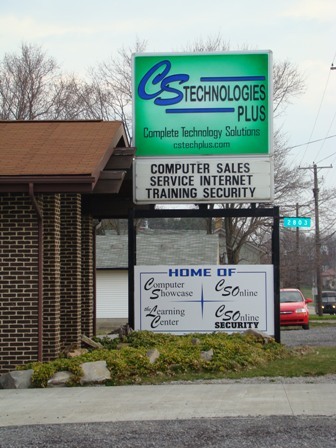 CS TECHNOLOGIES
PLUS
Complete Technology Solutions
cstechplus.com
COMPUTER SALES
SERVICE INTERNET
TRAINING SECURITY
HOME OF
Computer Showcase
CSOnline
the Learning Center
CSOnline
SECURITY